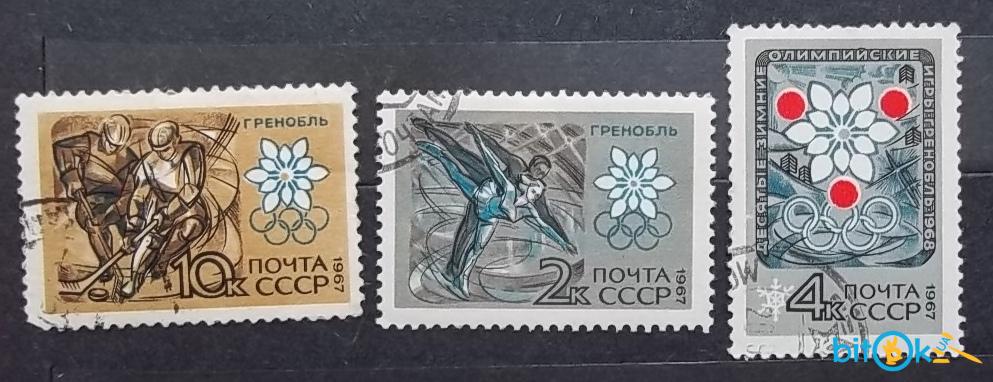 ГРЕНОБЛЬ
10К ПОЧТА
СССР
1967
ГРЕНОБЛЬ
2К ПОЧТА
СССР
1967
ДЕСЯТЫЕ ЗИМНИЕ
ОЛИМПИЙСКИЕ
ИГРЫ ГРЕНОБЛЬ 1968
4К ПОЧТА
СССР
1967
bitOk
UA